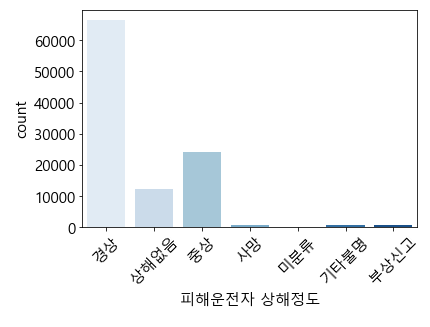 60000
50000
40000
30000
20000
10000
0
count
경상
상해없음
중상
사망
미분류
기타불명
부상신고
피해운전자 상해정도